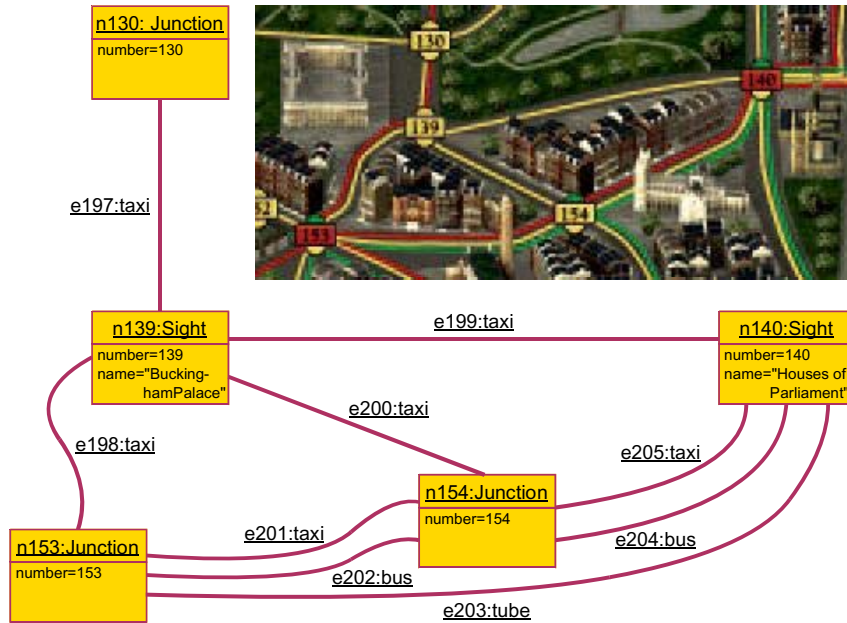 n130: Junction
number=130
130
140
139
52
154
153
e197:taxi
n139:Sight
number=139
name="Bucking-
hamPalace"
e199:taxi
n140:Sight
number=140
name="Houses of
Parliament"
e200:taxi
e198:taxi
e205:taxi
n154:Junction
number=154
e201:taxi
n153:Junction
number=153
e204:bus
e202:bus
e203:tube